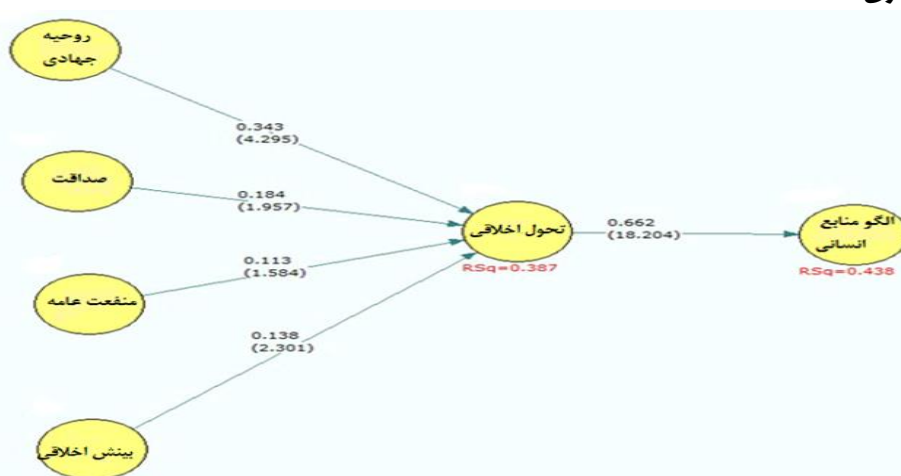 روحیه
جهادی
0.343
(4.295)
صداقت
0.184
(1.957)
تحول اخلاقی
RSq=0.387
0.662
(18.204)
الگو منابع
انسانی
RSq=0.438
0.113
(1.584)
منفعت عامه
0.138
(2.301)
بینش اخلاقی